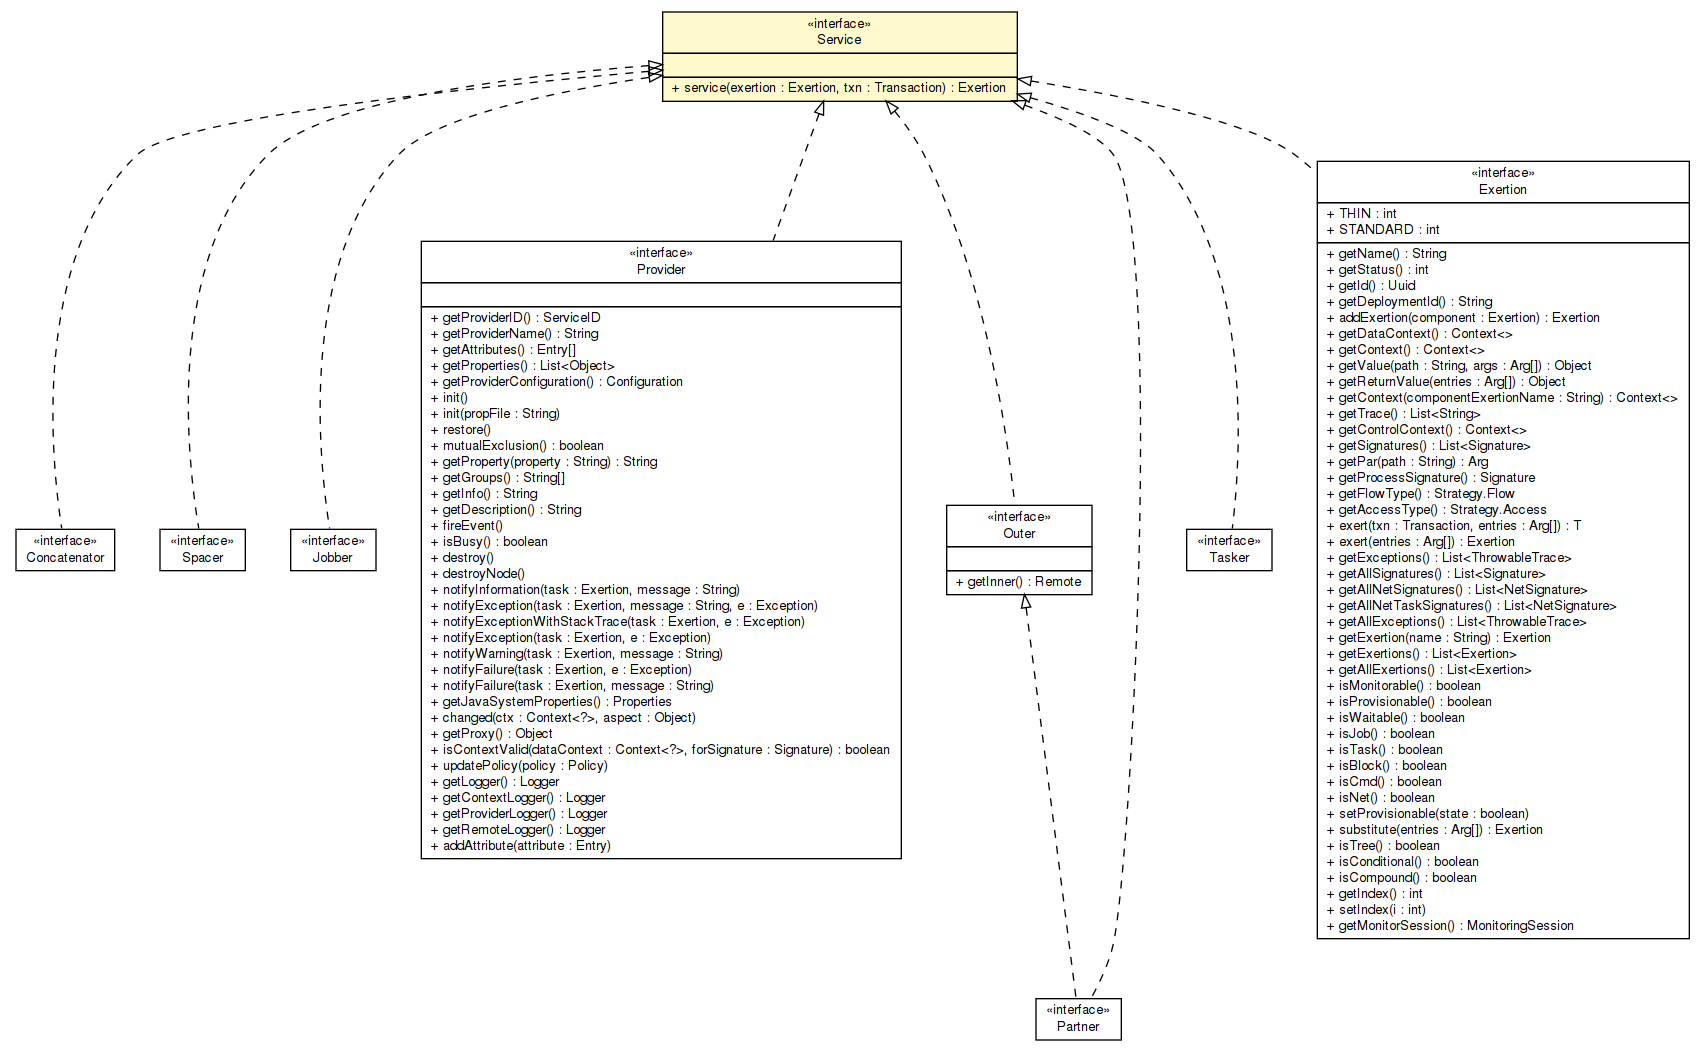 «interface»
Service
+ service(exertion : Exertion, txn : Transaction) : Exertion
«interface»
Provider
+ getProviderID() : ServiceID
+ getProviderName() : String
+ getAttributes() : Entry[]
+ getProperties() : List<Object>
+ getProviderConfiguration() : Configuration
+ init()
+ init(propFile : String)
+ restore()
+ mutualExclusion() : boolean
+ getProperty(property : String) : String
+ getGroups() : String[]
+ getInfo() : String
+ getDescription() : String
+ fireEvent()
+ isBusy() : boolean
+ destroy()
+ destroyNode()
+ notifyInformation(task : Exertion, message : String)
+ notifyException(task : Exertion, message : String, e : Exception)
+ notifyExceptionWithStackTrace(task : Exertion, e : Exception)
+ notifyException(task : Exertion, e : Exception)
+ notifyWarning(task : Exertion, message : String)
+ notifyFailure(task : Exertion, e : Exception)
+ notifyFailure(task : Exertion, message : String)
+ getJavaSystemProperties() : Properties
+ changed(ctx : Context<?>, aspect : Object)
+ getProxy() : Object
+ isContextValid(dataContext : Context<?>, forSignature : Signature) : boolean
+ updatePolicy(policy : Policy)
+ getLogger() : Logger
+ getContextLogger() : Logger
+ getProviderLogger() : Logger
+ getRemoteLogger() : Logger
+ addAttribute(attribute : Entry)
«interface»
Exertion
+ THIN : int
+ STANDARD : int
+ getName() : String
+ getStatus() : int
+ getId() : Uuid
+ getDeploymentId() : String
+ addExertion(component : Exertion) : Exertion
+ getDataContext() : Context<>
+ getContext() : Context<>
+ getValue(path : String, args : Arg[]) : Object
+ getReturnValue(entries : Arg[]) : Object
+ getContext(componentExertionName : String) : Context<>
+ getTrace() : List<String>
+ getControlContext() : Context<>
+ getSignatures() : List<Signature>
+ getPar(path : String) : Arg
+ getProcessSignature() : Signature
+ getFlowType() : Strategy.Flow
+ getAccessType() : Strategy.Access
+ exert(txn : Transaction, entries : Arg[]) : T
+ exert(entries : Arg[]) : Exertion
+ getExceptions() : List<ThrowableTrace>
+ getAllSignatures() : List<Signature>
+ getAllNetSignatures() : List<NetSignature>
+ getAllNetTaskSignatures() : List<NetSignature>
+ getAllExceptions() : List<ThrowableTrace>
+ getExertion(name : String) : Exertion
+ getExertions() : List<Exertion>
+ getAllExertions() : List<Exertion>
+ isMonitorable() : boolean
+ isProvisionable() : boolean
+ isWaitable() : boolean
+ isJob() : boolean
+ isTask() : boolean
+ isBlock() : boolean
+ isCmd() : boolean
+ isNet() : boolean
+ setProvisionable(state : boolean)
+ substitute(entries : Arg[]) : Exertion
+ isTree() : boolean
+ isConditional() : boolean
+ isCompound() : boolean
+ getIndex() : int
+ setIndex(i : int)
+ getMonitorSession() : MonitoringSession
«interface»
Concatenator
«interface»
Spacer
«interface»
Jobber
«interface»
Outer
+ getInner() : Remote
«interface»
Tasker
«interface»
Partner